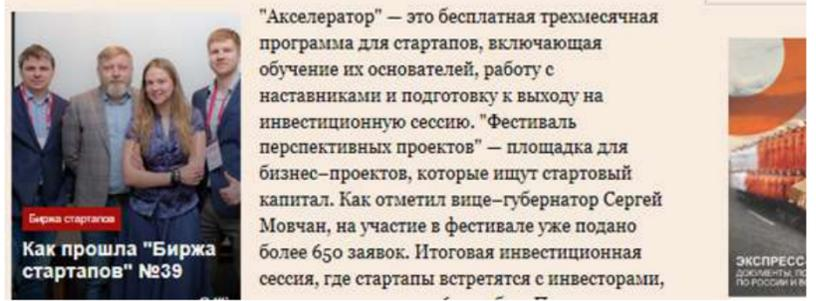 "Акселератор" — это бесплатная трехмесячная
программа для стартапов, включающая
обучение их основателей, работу с
наставниками и подготовку к выходу на
инвестиционную сессию. "Фестиваль
перспективных проектов" — площадка для
бизнес–проектов, которые ищут стартовый
капитал. Как отметил вице–губернатор Сергей
Мовчан, на участие в фестивале уже подано
более 650 заявок. Итоговая инвестиционная
сессия, где стартапы встретятся с инвесторами,
Биржа стартапов
Как прошла "Биржа
стартапов" №39
ЭКСПРЕСС-
ДОКУМЕНТЫ,
ПО РОССИИ И